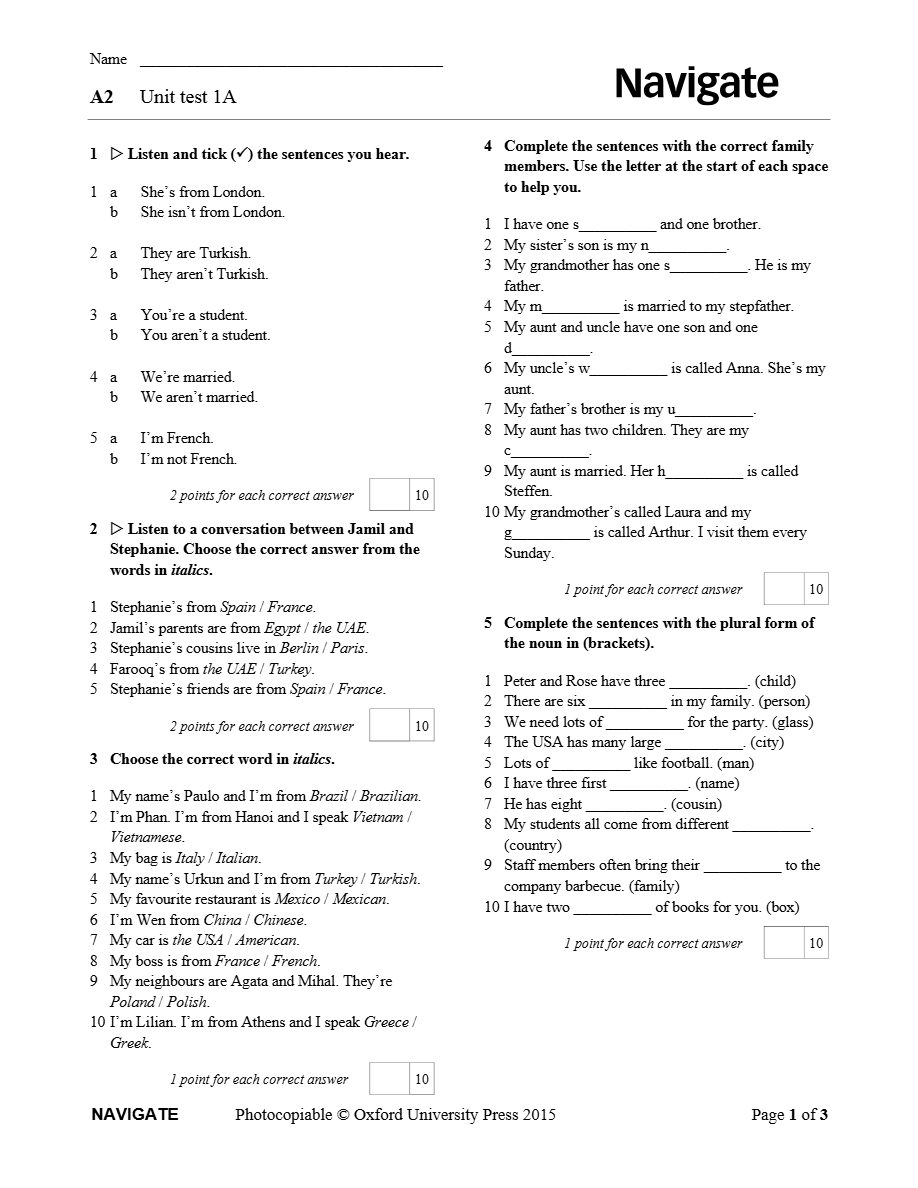 Name ______________________________________
A2 Unit test 1A
Navigate
1 ▷ Listen and tick (✓) the sentences you hear.
1 a She’s from London.
b She isn’t from London.
2 a They are Turkish.
b They aren’t Turkish.
3 a You’re a student.
b You aren’t a student.
4 a We’re married.
b We aren’t married.
5 a I’m French.
b I’m not French.
2 points for each correct answer 10
2 ▷ Listen to a conversation between Jamil and
Stephanie. Choose the correct answer from the
words in italics.
1 Stephanie’s from Spain / France.
2 Jamil’s parents are from Egypt / the UAE.
3 Stephanie’s cousins live in Berlin / Paris.
4 Farooq’s from the UAE / Turkey.
5 Stephanie’s friends are from Spain / France.
2 points for each correct answer 10
3 Choose the correct word in italics.
1 My name’s Paulo and I’m from Brazil / Brazilian.
2 I’m Phan. I’m from Hanoi and I speak Vietnam /
Vietnamese.
3 My bag is Italy / Italian.
4 My name’s Urkun and I’m from Turkey / Turkish.
5 My favourite restaurant is Mexico / Mexican.
6 I’m Wen from China / Chinese.
7 My car is the USA / American.
8 My boss is from France / French.
9 My neighbours are Agata and Mihal. They’re
Poland / Polish.
10 I’m Lilian. I’m from Athens and I speak Greece /
Greek.
1 point for each correct answer 10
4 Complete the sentences with the correct family
members. Use the letter at the start of each space
to help you.
1 I have one s__________ and one brother.
2 My sister’s son is my n__________.
3 My grandmother has one s__________. He is my
father.
4 My m__________ is married to my stepfather.
5 My aunt and uncle have one son and one
d__________.
6 My uncle’s w__________ is called Anna. She’s my
aunt.
7 My father’s brother is my u__________.
8 My aunt has two children. They are my
c__________.
9 My aunt is married. Her h__________ is called
Steffen.
10 My grandmother’s called Laura and my
g__________ is called Arthur. I visit them every
Sunday.
1 point for each correct answer 10
5 Complete the sentences with the plural form of
the noun in (brackets).
1 Peter and Rose have three __________. (child)
2 There are six __________ in my family. (person)
3 We need lots of __________ for the party. (glass)
4 The USA has many large __________. (city)
5 Lots of __________ like football. (man)
6 I have three first __________. (name)
7 He has eight __________. (cousin)
8 My students all come from different __________.
(country)
9 Staff members often bring their __________ to the
company barbecue. (family)
10 I have two __________ of books for you. (box)
1 point for each correct answer 10
NAVIGATE Photocopiable © Oxford University Press 2015 Page 1 of 3